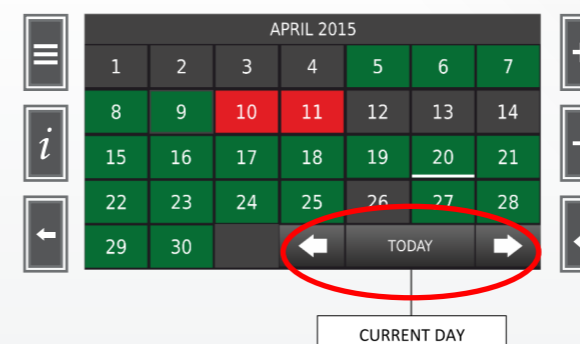 APRIL 2015
1 2 3 4 5 6 7
8 9 10 11 12 13 14
i 15 16 17 18 19 20 21
22 23 24 25 26 27 28
29 30 TODAY
CURRENT DAY